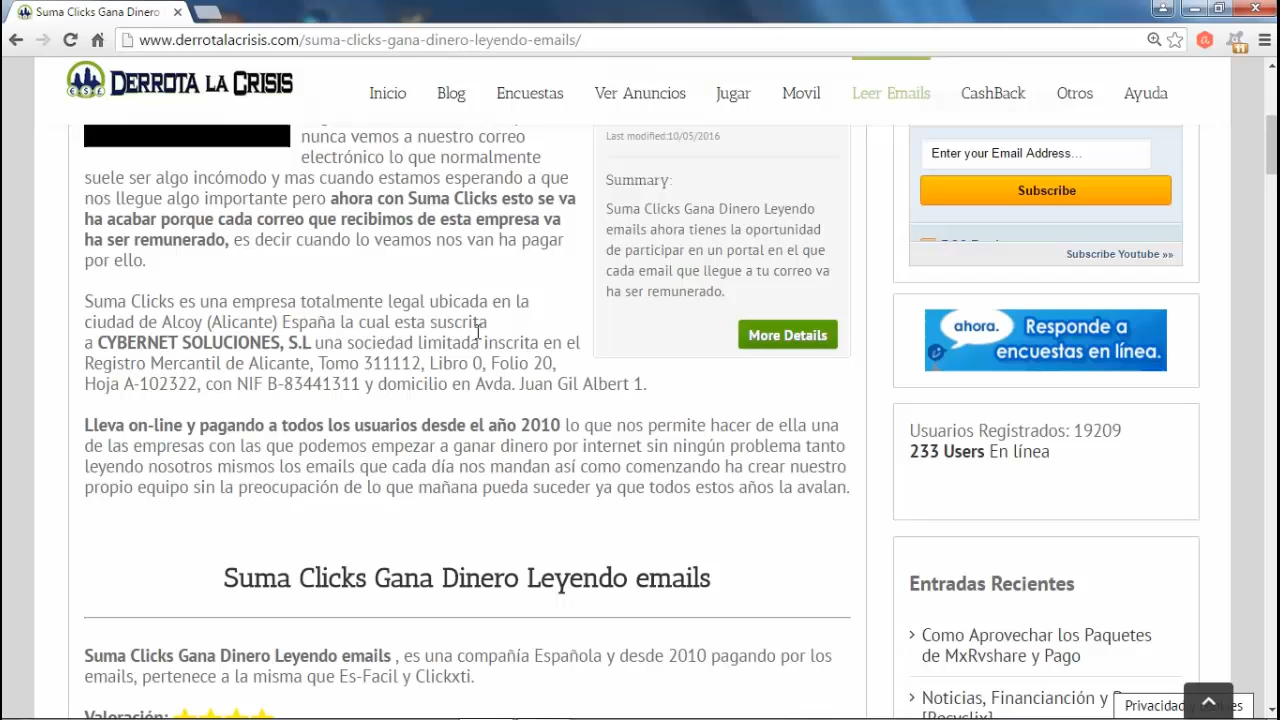 Suma Clicks Gana Dinero
www.derrotalacrisis.com/suma-clicks-gana-dinero-leyendo-emails/
11
DERROTA LA CRISIS
Inicio Blog Encuestas Ver Anuncios Jugar Movil Leer Emails CashBack Otros Ayuda
nunca vemos a nuestro correo
electrónico lo que normalmente
suele ser algo incómodo y mas cuando estamos esperando a que
nos llegue algo importante pero ahora con Suma Clicks esto se va
ha acabar porque cada correo que recibimos de esta empresa va
ha ser remunerado, es decir cuando lo veamos nos van ha pagar
por ello.
Suma Clicks es una empresa totalmente legal ubicada en la
ciudad de Alcoy (Alicante) España la cual esta suscrita
a CYBERNET SOLUCIONES, S.L una sociedad limitada inscrita en el
Registro Mercantil de Alicante, Tomo 311112, Libro 0, Folio 20,
Hoja A-102322, con NIF B-83441311 y domicilio en Avda. Juan Gil Albert 1.
Lleva on-line y pagando a todos los usuarios desde el año 2010 lo que nos permite hacer de ella una
de las empresas con las que podemos empezar a ganar dinero por internet sin ningún problema tanto
leyendo nosotros mismos los emails que cada día nos mandan así como comenzando ha crear nuestro
propio equipo sin la preocupación de lo que mañana pueda suceder ya que todos estos años la avalan.
Suma Clicks Gana Dinero Leyendo emails
Suma Clicks Gana Dinero Leyendo emails , es una compañía Española y desde 2010 pagando por los
emails, pertenece a la misma que Es-Facil y Clickxti.
Valoración:
Last modified:10/05/2016
Summary:
Suma Clicks Gana Dinero Leyendo
emails ahora tienes la oportunidad
de participar en un portal en el que
cada email que llegue a tu correo va
ha ser remunerado.
More Details
Enter your Email Address...
Subscribe
Subscribe Youtube »»
ahora. Responde a
encuestas en línea.
Usuarios Registrados: 19209
233 Users En línea
Entradas Recientes
Como Aprovechar los Paquetes
de MxRvshare y Pago
Noticias, Financianción y
Privacidad y Cookies